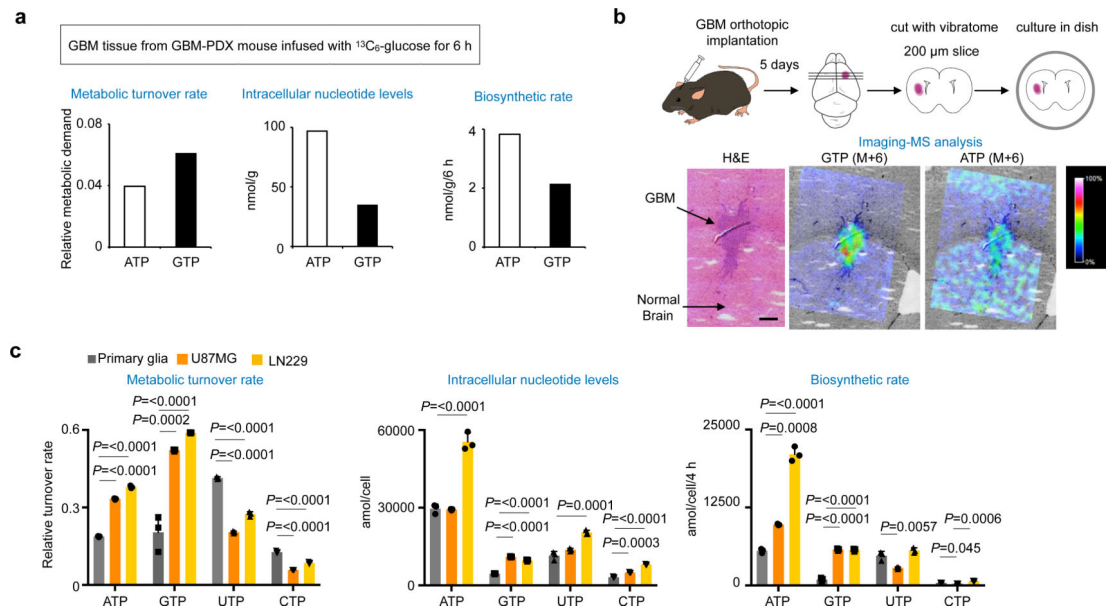 a
GBM tissue from GBM-PDX mouse infused with ¹³C₆-glucose for 6 h
Metabolic turnover rate
Relative metabolic demand
0.08
0.04
0
ATP
GTP
Intracellular nucleotide levels
nmol/g
100
50
0
ATP
GTP
Biosynthetic rate
nmol/g/6 h
4
2
0
ATP
GTP
b
GBM orthotopic
implantation
5 days
cut with vibratome
200 µm slice
culture in dish
Imaging-MS analysis
H&E
GTP (M+6)
ATP (M+6)
GBM
Normal
Brain
100%
0%
c
Primary glia
U87MG
LN229
Metabolic turnover rate
Relative turnover rate
0.6
0.3
0.0
P=<0.0001
P=<0.0001
P=<0.0001
P=0.0002
P=<0.0001
P=<0.0001
P=<0.0001
P=<0.0001
ATP
GTP
UTP
CTP
Intracellular nucleotide levels
amol/cell
60000
30000
0
P=<0.0001
P=<0.0001
P=<0.0001
P=0.0001
P=<0.0001
P=0.0003
ATP
GTP
UTP
CTP
Biosynthetic rate
amol/cell/4 h
25000
12500
0
P=<0.0001
P=0.0008
P=<0.0001
P=<0.0001
P=0.0057
P=0.0006
P=0.045
ATP
GTP
UTP
CTP